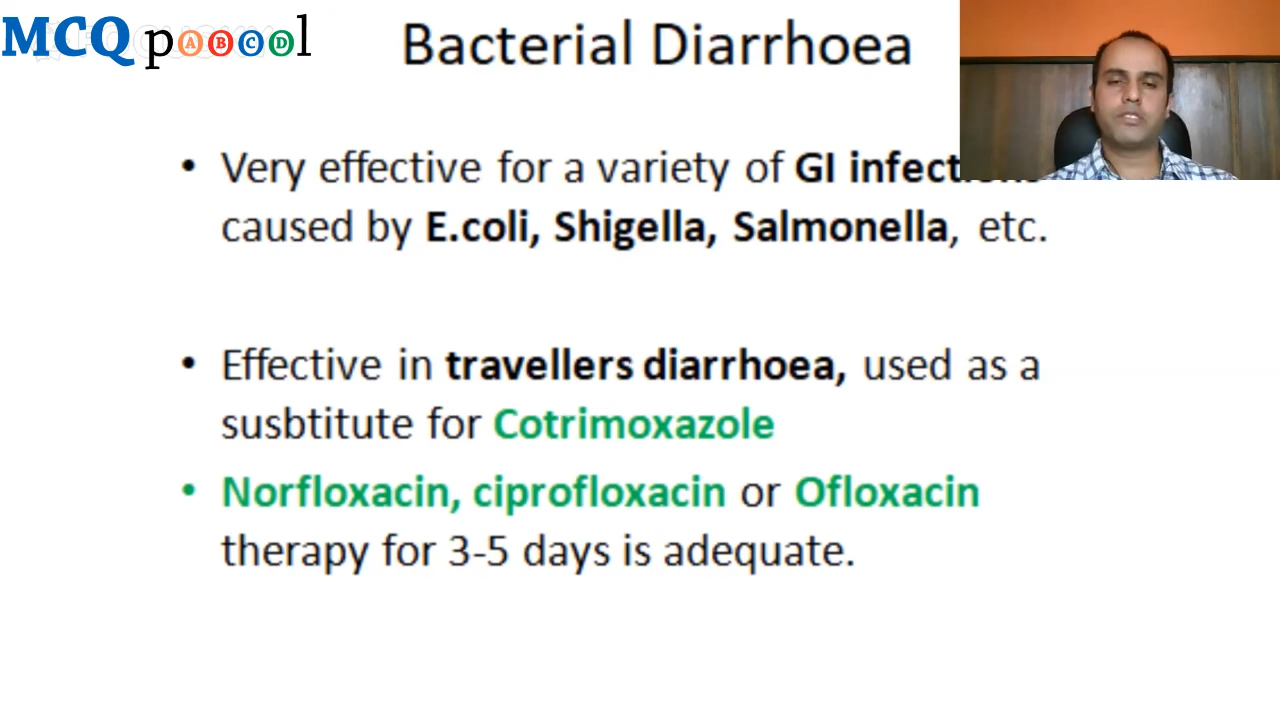 MCQ pABCDl
Bacterial Diarrhoea
• Very effective for a variety of GI
caused by E.coli, Shigella, Salmonella, etc.
• Effective in travellers diarrhoea, used as a
susbtitute for Cotrimoxazole
• Norfloxacin, ciprofloxacin or Ofloxacin
therapy for 3-5 days is adequate.